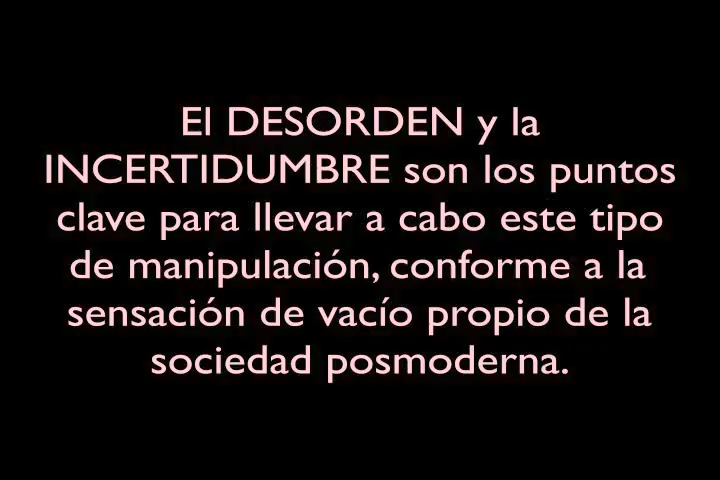 El DESORDEN y la
INCERTIDUMBRE son los puntos
clave para llevar a cabo este tipo
de manipulación, conforme a la
sensación de vacío propio de la
sociedad posmoderna.